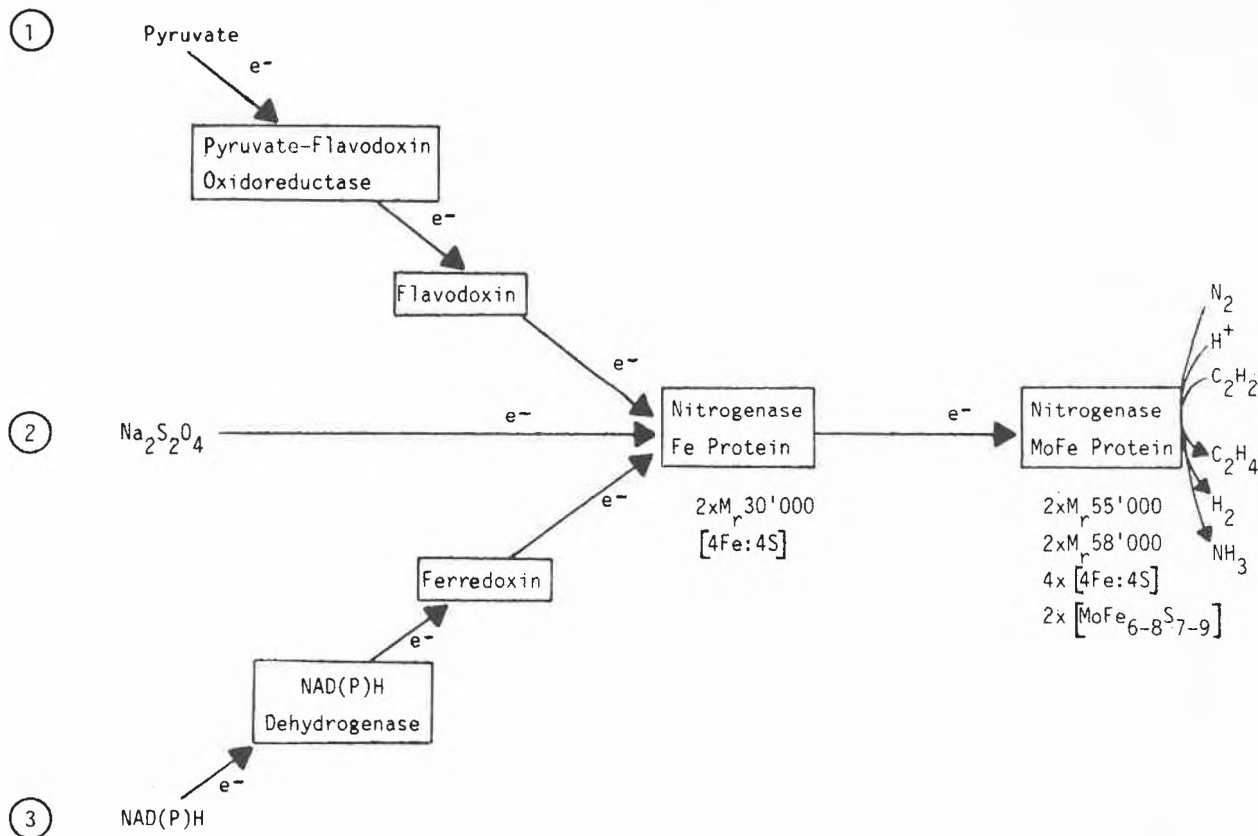 1
Pyruvate
e-
Pyruvate-Flavodoxin
Oxidoreductase
e-
Flavodoxin
e-
N2
H+
C2H2
2
Na2S2O4
e-
Nitrogenase
Fe Protein
e-
Nitrogenase
MoFe Protein
C2H4
H2
NH3
2xMr30'000
[4Fe:4S]
2xMr55'000
2xMr58'000
4x [4Fe:4S]
2x [MoFe6-8S7-9]
e-
Ferredoxin
e-
NAD(P)H
Dehydrogenase
e-
3
NAD(P)H